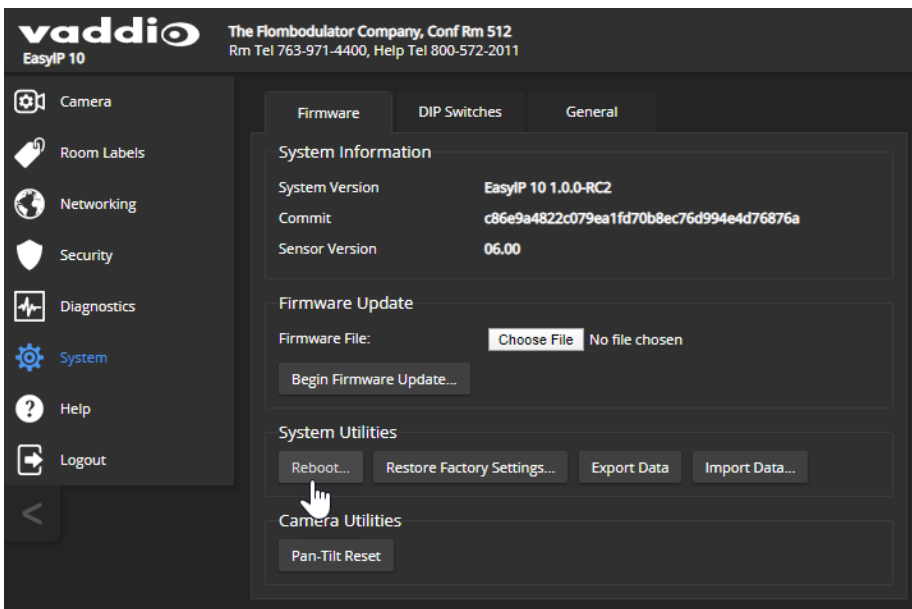 vaddio
The Flombodulator Company, Conf Rm 512
EasyIP 10
Rm Tel 763-971-4400, Help Tel 800-572-2011
Camera
Room Labels
Networking
Security
Diagnostics
System
Help
Logout
<
Firmware DIP Switches General
System Information
System Version EasyIP 10 1.0.0-RC2
Commit c86e9a4822c079ea1fd70b8ec76d994e4d76876a
Sensor Version 06.00
Firmware Update
Firmware File: Choose File No file chosen
Begin Firmware Update...
System Utilities
Reboot... Restore Factory Settings... Export Data Import Data...
Camera Utilities
Pan-Tilt Reset